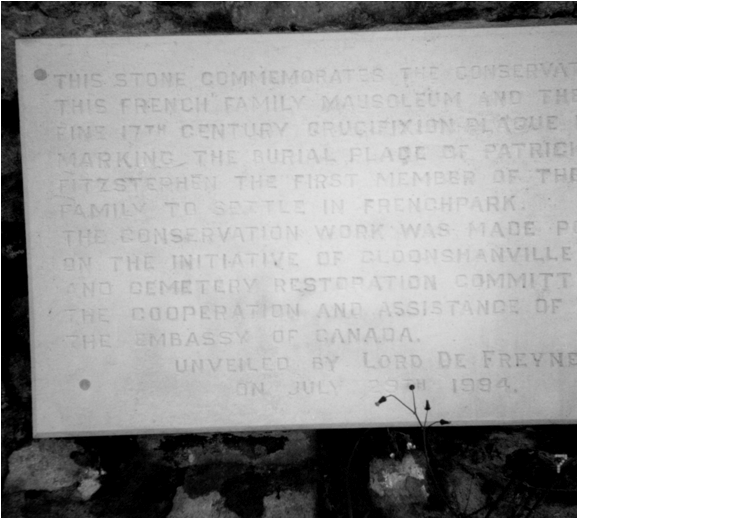 THIS STONE COMMEMORATES THE CONSERVAT
THIS FRENCH FAMILY MAUSOLEUM AND THE
FINE 17TH CENTURY CRUCIFIXION PLAQUE
MARKING THE BURIAL PLACE OF PATRICK
FITZSTEPHEN THE FIRST MEMBER OF THE
FAMILY TO SETTLE IN FRENCHPARK.
THE CONSERVATION WORK WAS MADE PO
ON THE INITIATIVE OF CLOONSHANVILLE
AND CEMETERY RESTORATION COMMITT
THE COOPERATION AND ASSISTANCE OF
THE EMBASSY OF CANADA.
UNVEILED BY LORD DE FREYNE
ON JULY 29TH 1994.
7